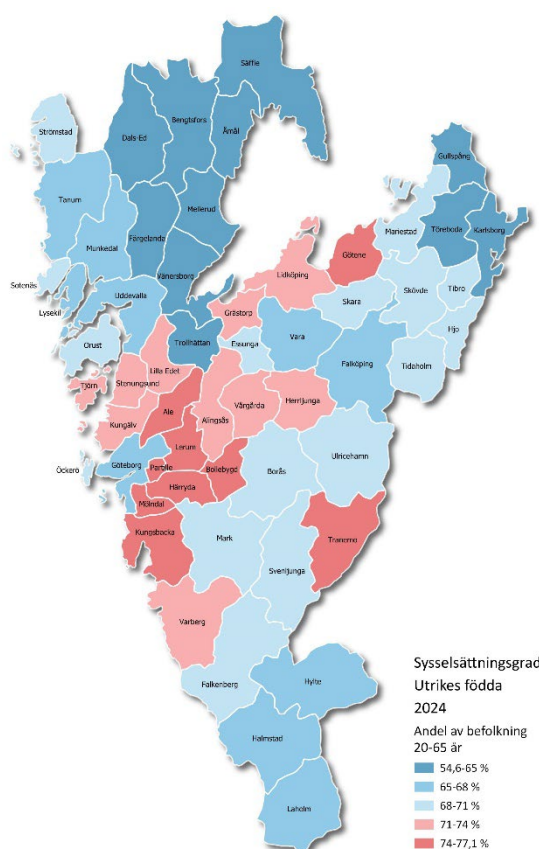 Säffle
Bengtsfors
Dals-Ed
Åmål
Strömstad
Gullspång
Tanum
Mellerud
Mariestad
Töreboda
Karlsborg
Munkedal
Färgelanda
Götene
Vänersborg
Lidköping
Sotenäs
Skövde
Tibro
Lysekil
Uddevalla
Grästorp
Skara
Hjo
Orust
Trollhättan
Essunga
Vara
Falköping
Tidaholm
Lilla Edet
Tjörn
Stenungsund
Ale
Alingsås
Vårgårda
Herrljunga
Kungälv
Lerum
Ulricehamn
Öckerö
Göteborg
Partille
Bollebygd
Borås
Härryda
Mölndal
Kungsbacka
Mark
Tranemo
Svenljunga
Varberg
Falkenberg
Hylte
Halmstad
Laholm
Sysselsättningsgrad
Utrikes födda
2024
Andel av befolkning
20-65 år
54,6-65 %
65-68 %
68-71 %
71-74 %
74-77,1 %